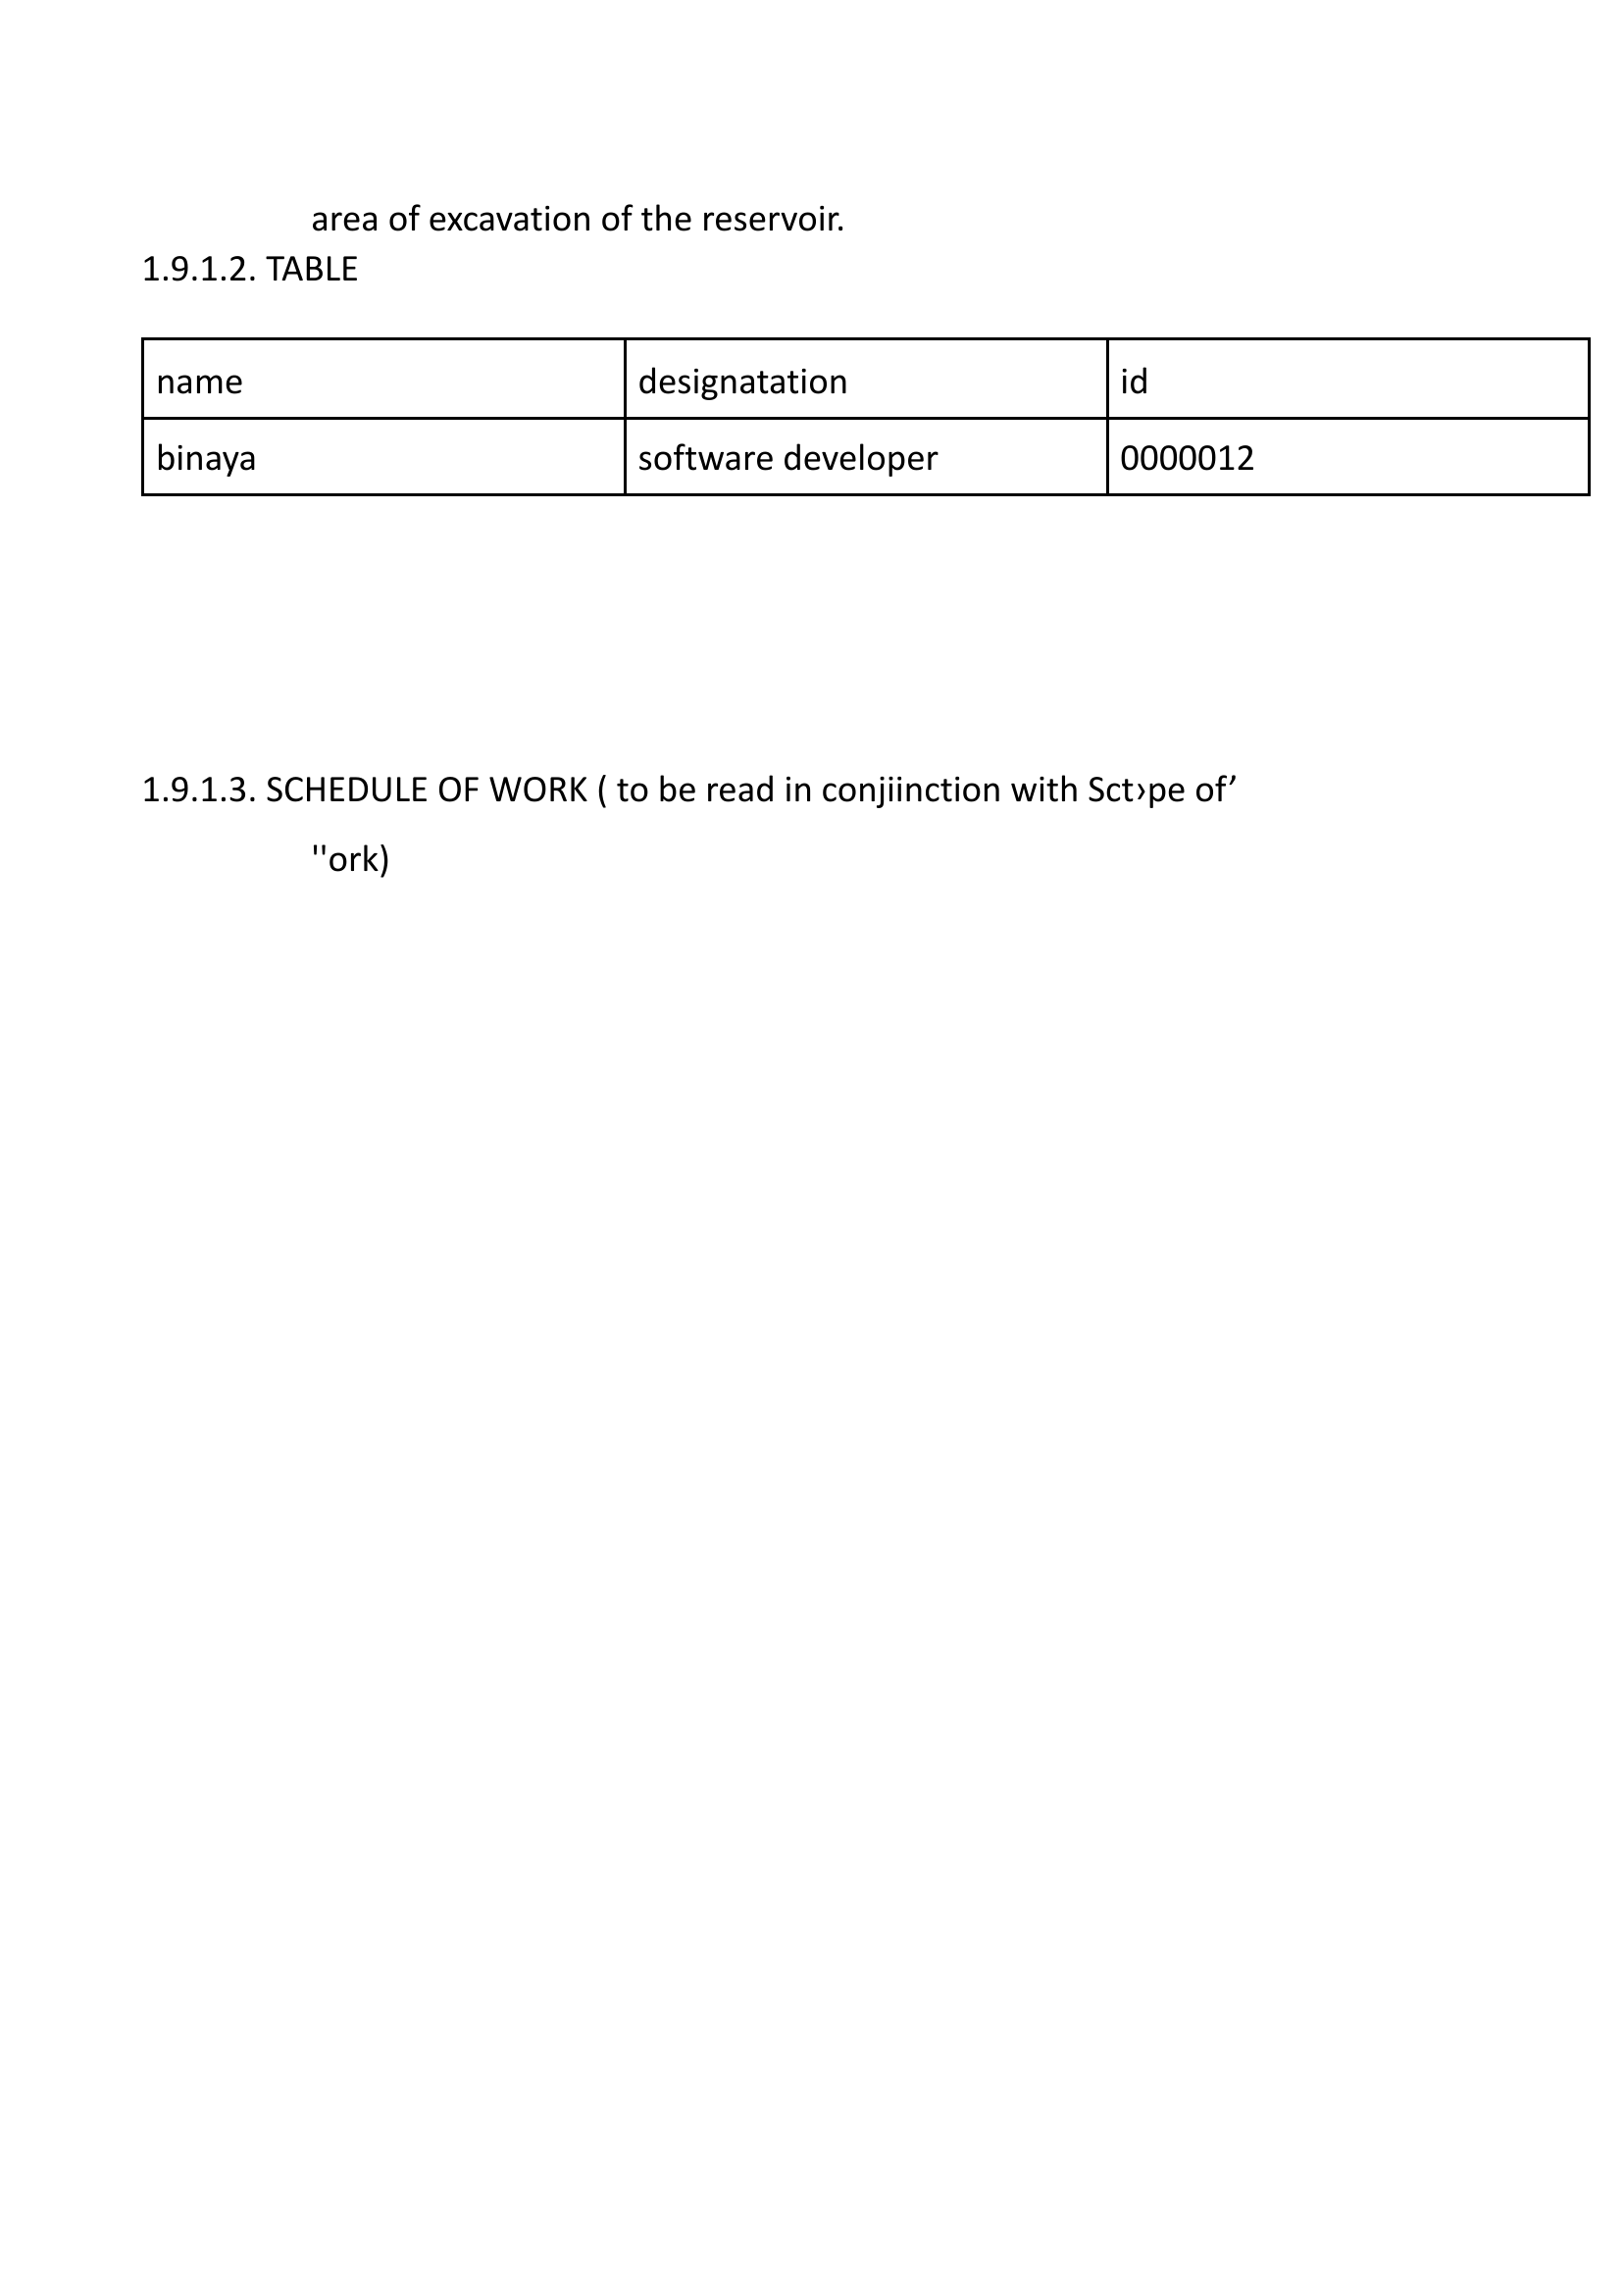 area of excavation of the reservoir.
1.9.1.2. TABLE
name designatation id
binaya software developer 0000012
1.9.1.3. SCHEDULE OF WORK ( to be read in conjiinction with Sct›pe of’
"ork)